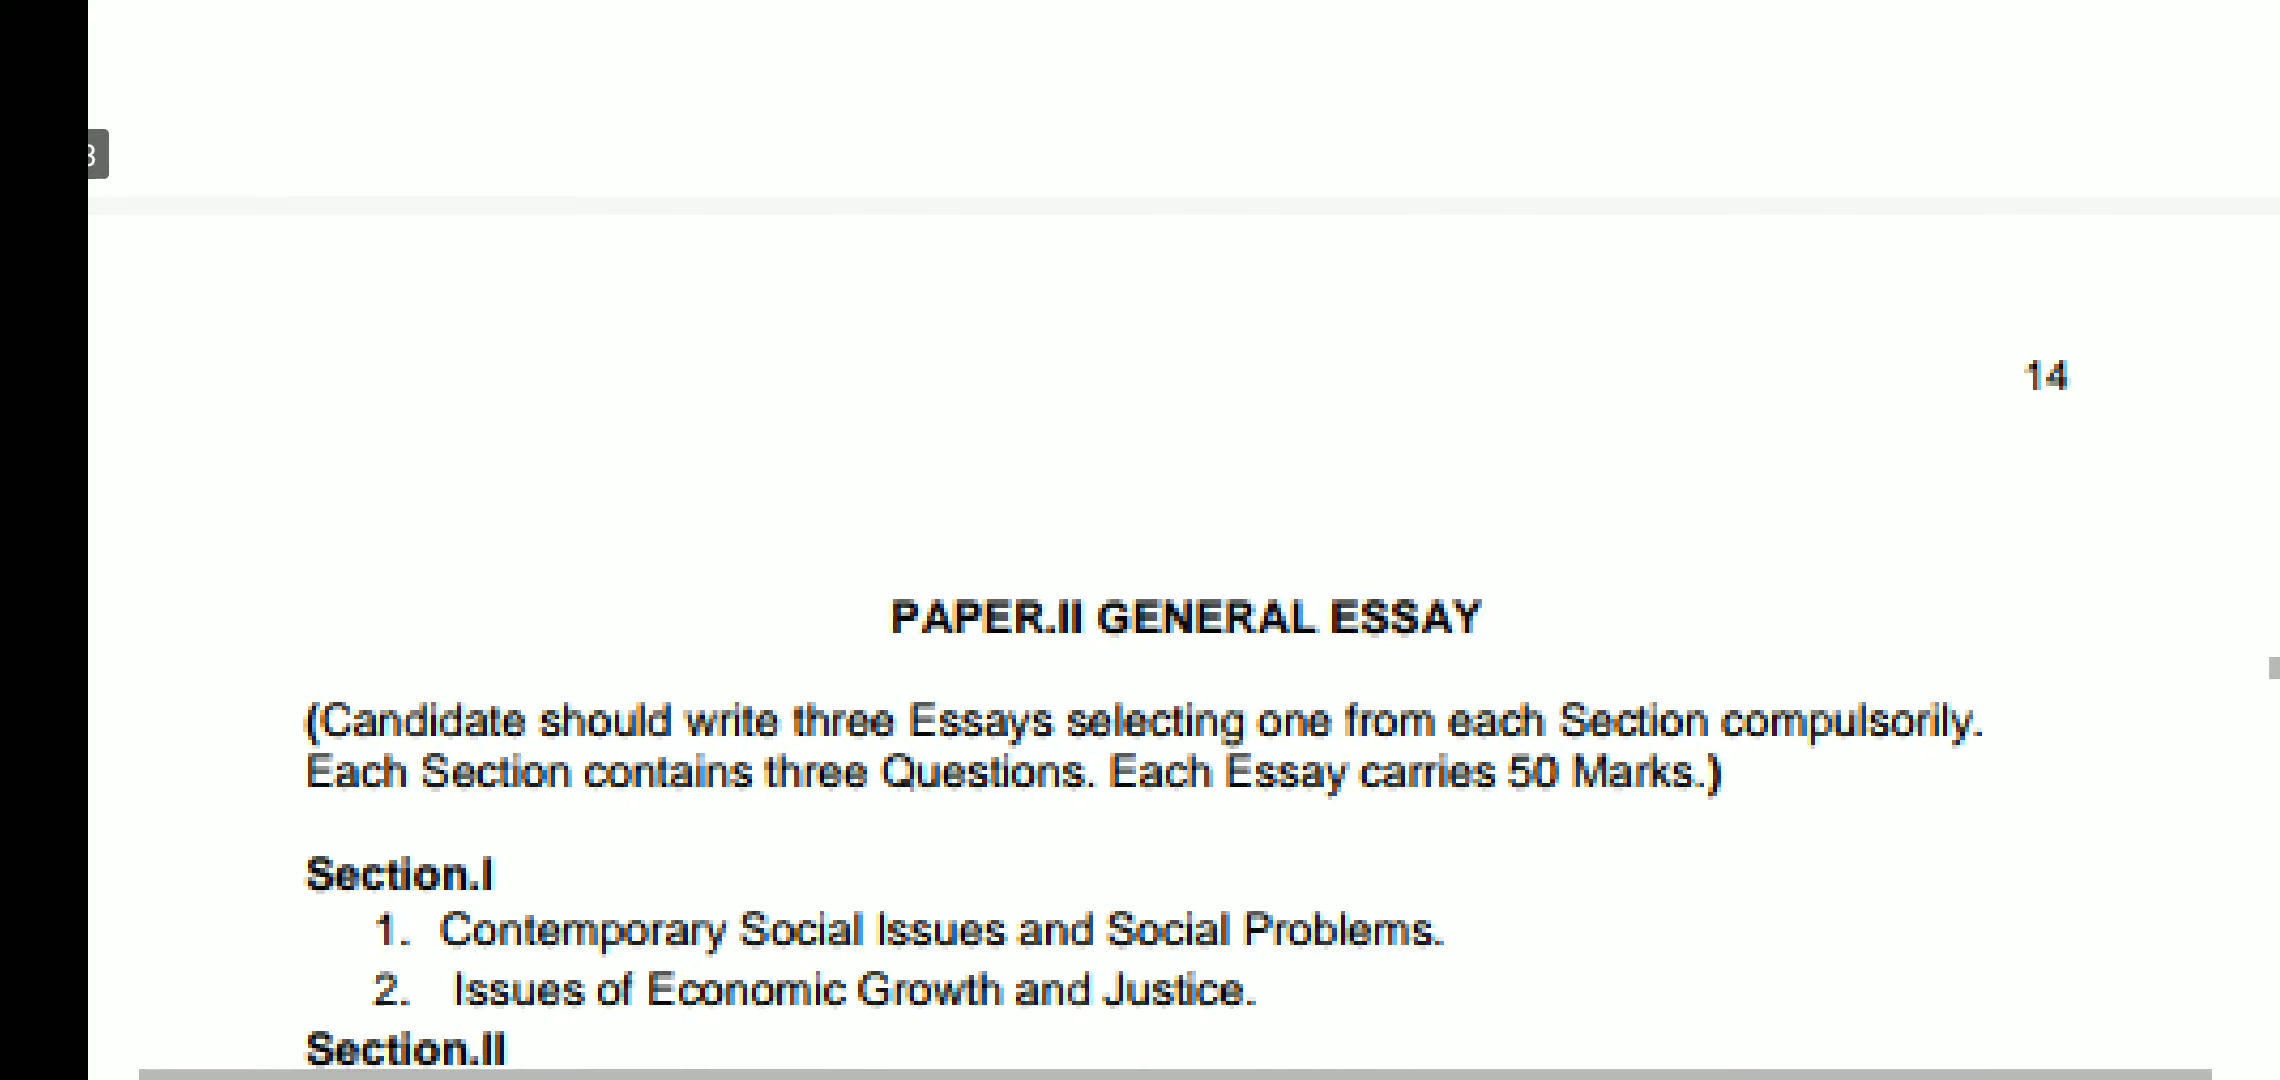 3
14
PAPER.II GENERAL ESSAY
(Candidate should write three Essays selecting one from each Section compulsorily.
Each Section contains three Questions. Each Essay carries 50 Marks.)
Section.I
1. Contemporary Social Issues and Social Problems.
2. Issues of Economic Growth and Justice.
Section.II